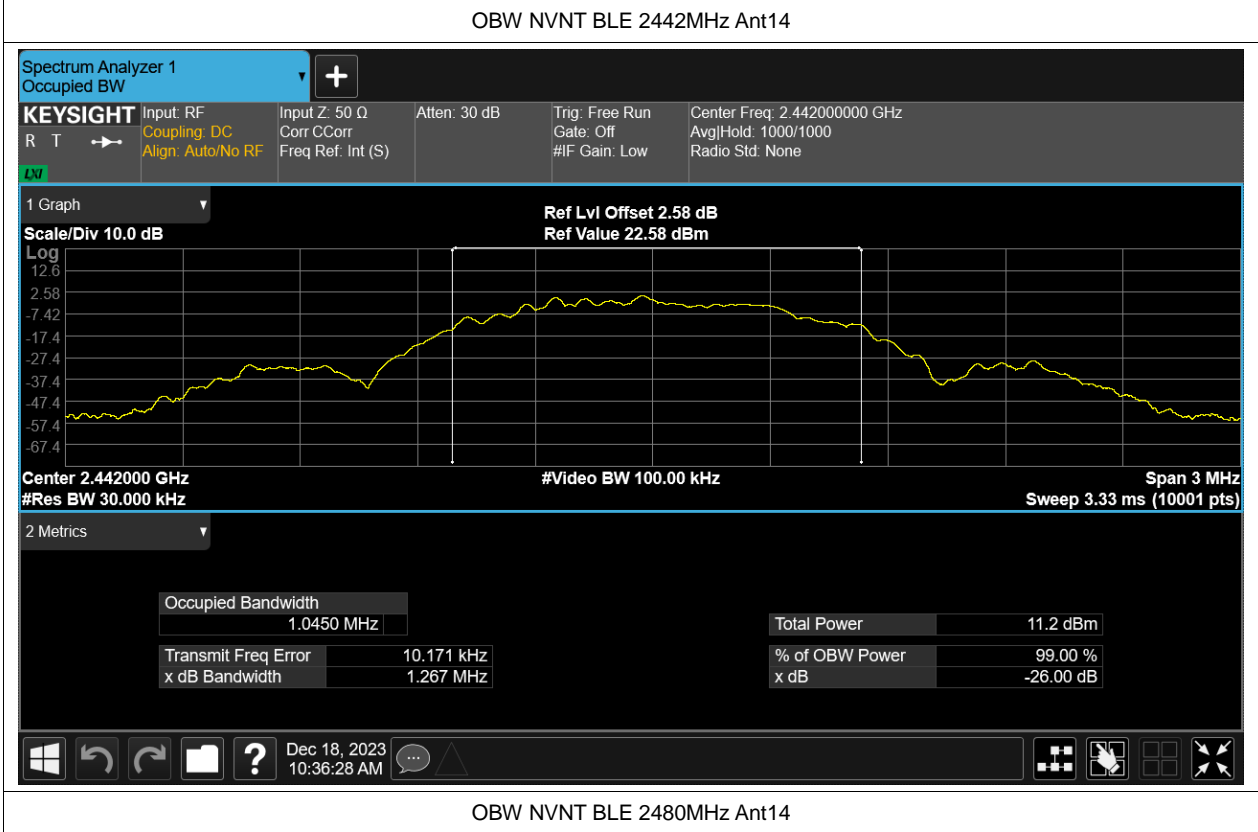 OBW NVNT BLE 2442MHz Ant14
Spectrum Analyzer 1
Occupied BW
KEYSIGHT
R T
LXI
Input: RF
Coupling: DC
Align: Auto/No RF
Input Z: 50 Ω
Corr CCorr
Freq Ref: Int (S)
Atten: 30 dB
Trig: Free Run
Gate: Off
#IF Gain: Low
Center Freq: 2.442000000 GHz
Avg|Hold: 1000/1000
Radio Std: None
1 Graph
Scale/Div 10.0 dB
Ref Lvl Offset 2.58 dB
Ref Value 22.58 dBm
Log
12.6
2.58
-7.42
-17.4
-27.4
-37.4
-47.4
-57.4
-67.4
Center 2.442000 GHz
#Video BW 100.00 kHz
Span 3 MHz
#Res BW 30.000 kHz
Sweep 3.33 ms (10001 pts)
2 Metrics
Occupied Bandwidth
1.0450 MHz
Total Power 11.2 dBm
Transmit Freq Error 10.171 kHz
% of OBW Power 99.00 %
x dB Bandwidth 1.267 MHz
x dB -26.00 dB
?
Dec 18, 2023
10:36:28 AM
OBW NVNT BLE 2480MHz Ant14